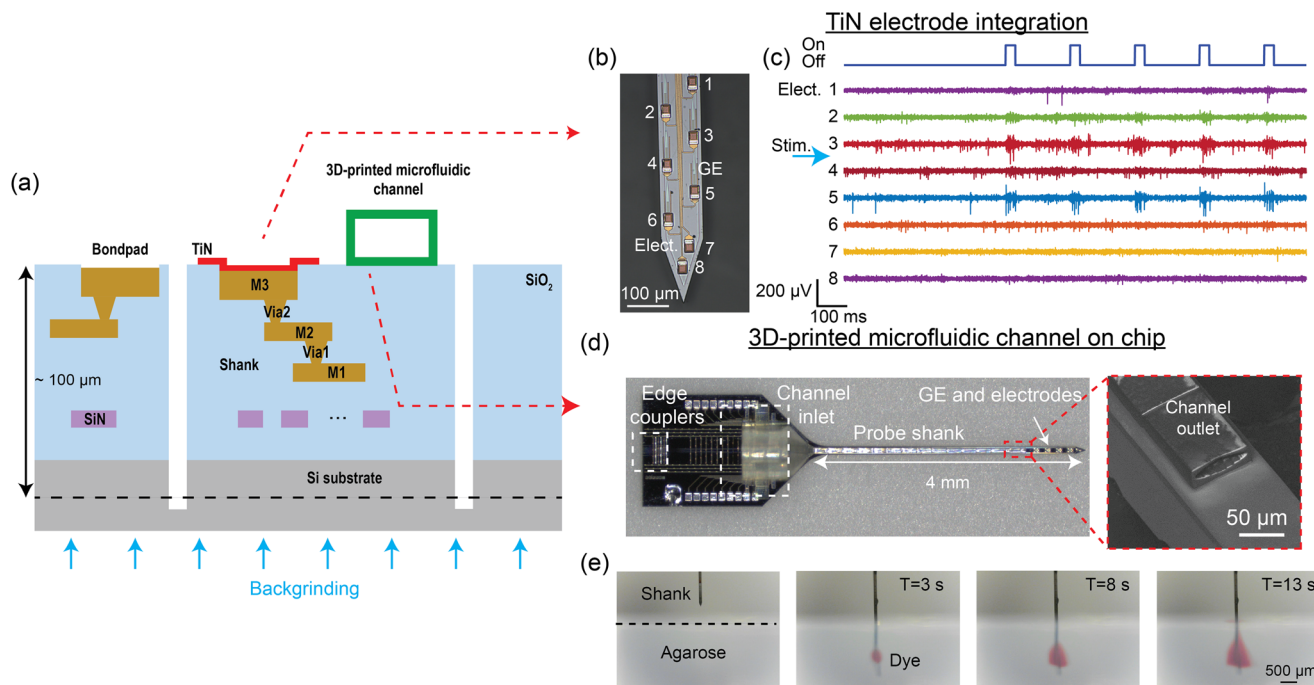 (a)
3D-printed microfluidic
channel
Bondpad
TiN
M3
SiO2
Via2
M2
Via1
M1
Shank
~ 100 µm
SiN
...
Si substrate
Backgrinding
TiN electrode integration
(b)
1
2
3
4
GE
5
6
Elect.
7
8
100 µm
(c)
On
Off
Elect. 1
2
3
Stim.
4
5
6
7
8
200 µV
100 ms
3D-printed microfluidic channel on chip
(d)
Edge
couplers
Channel
inlet
GE and electrodes
Probe shank
4 mm
Channel
outlet
50 µm
(e)
Shank
Agarose
T=3 s
Dye
T=8 s
T=13 s
500 µm